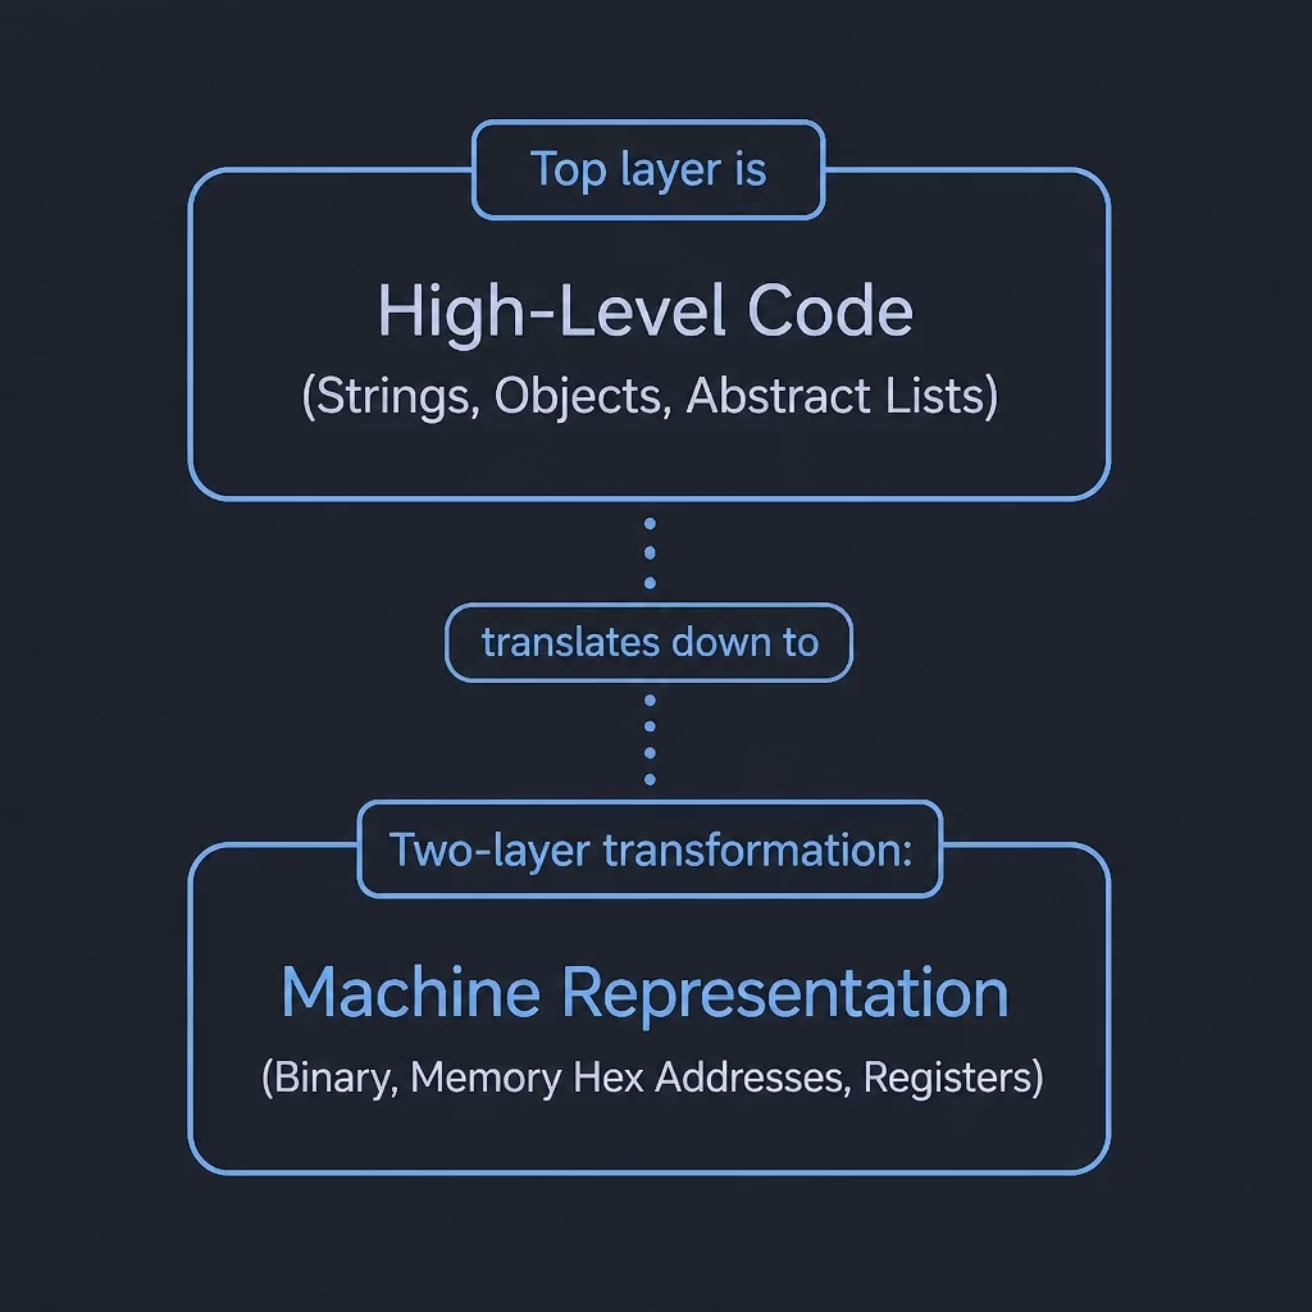 Top layer is
High-Level Code
(Strings, Objects, Abstract Lists)
translates down to
Two-layer transformation:
Machine Representation
(Binary, Memory Hex Addresses, Registers)